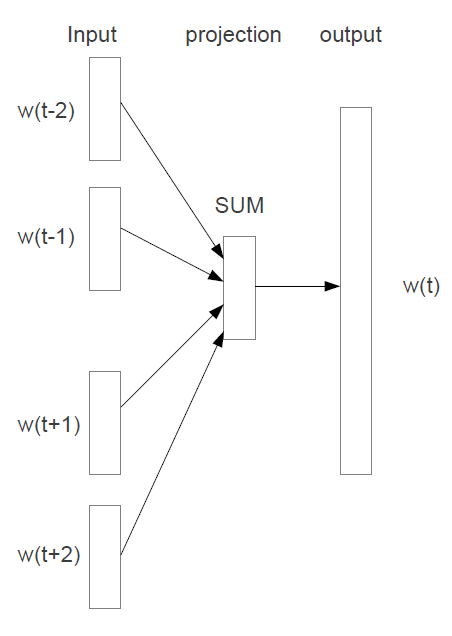 Input projection output
w(t-2)
w(t-1)
SUM
w(t)
w(t+1)
w(t+2)